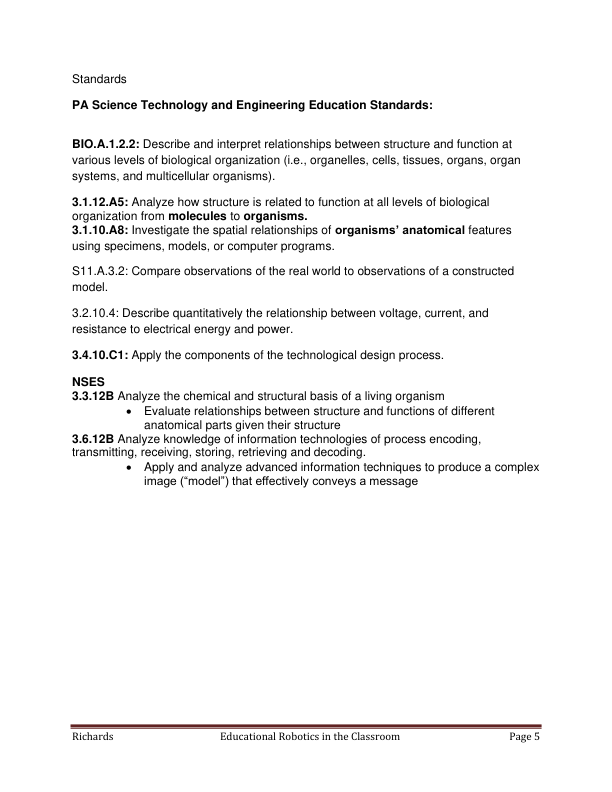 Standards
PA Science Technology and Engineering Education Standards:
BIO.A.1.2.2: Describe and interpret relationships between structure and function at
various levels of biological organization (i.e., organelles, cells, tissues, organs, organ
systems, and multicellular organisms).
3.1.12.A5: Analyze how structure is related to function at all levels of biological
organization from molecules to organisms.
3.1.10.A8: Investigate the spatial relationships of organisms’ anatomical features
using specimens, models, or computer programs.
S11.A.3.2: Compare observations of the real world to observations of a constructed
model.
3.2.10.4: Describe quantitatively the relationship between voltage, current, and
resistance to electrical energy and power.
3.4.10.C1: Apply the components of the technological design process.
NSES
3.3.12B Analyze the chemical and structural basis of a living organism
• Evaluate relationships between structure and functions of different
anatomical parts given their structure
3.6.12B Analyze knowledge of information technologies of process encoding,
transmitting, receiving, storing, retrieving and decoding.
• Apply and analyze advanced information techniques to produce a complex
image (“model”) that effectively conveys a message
Richards Educational Robotics in the Classroom Page 5